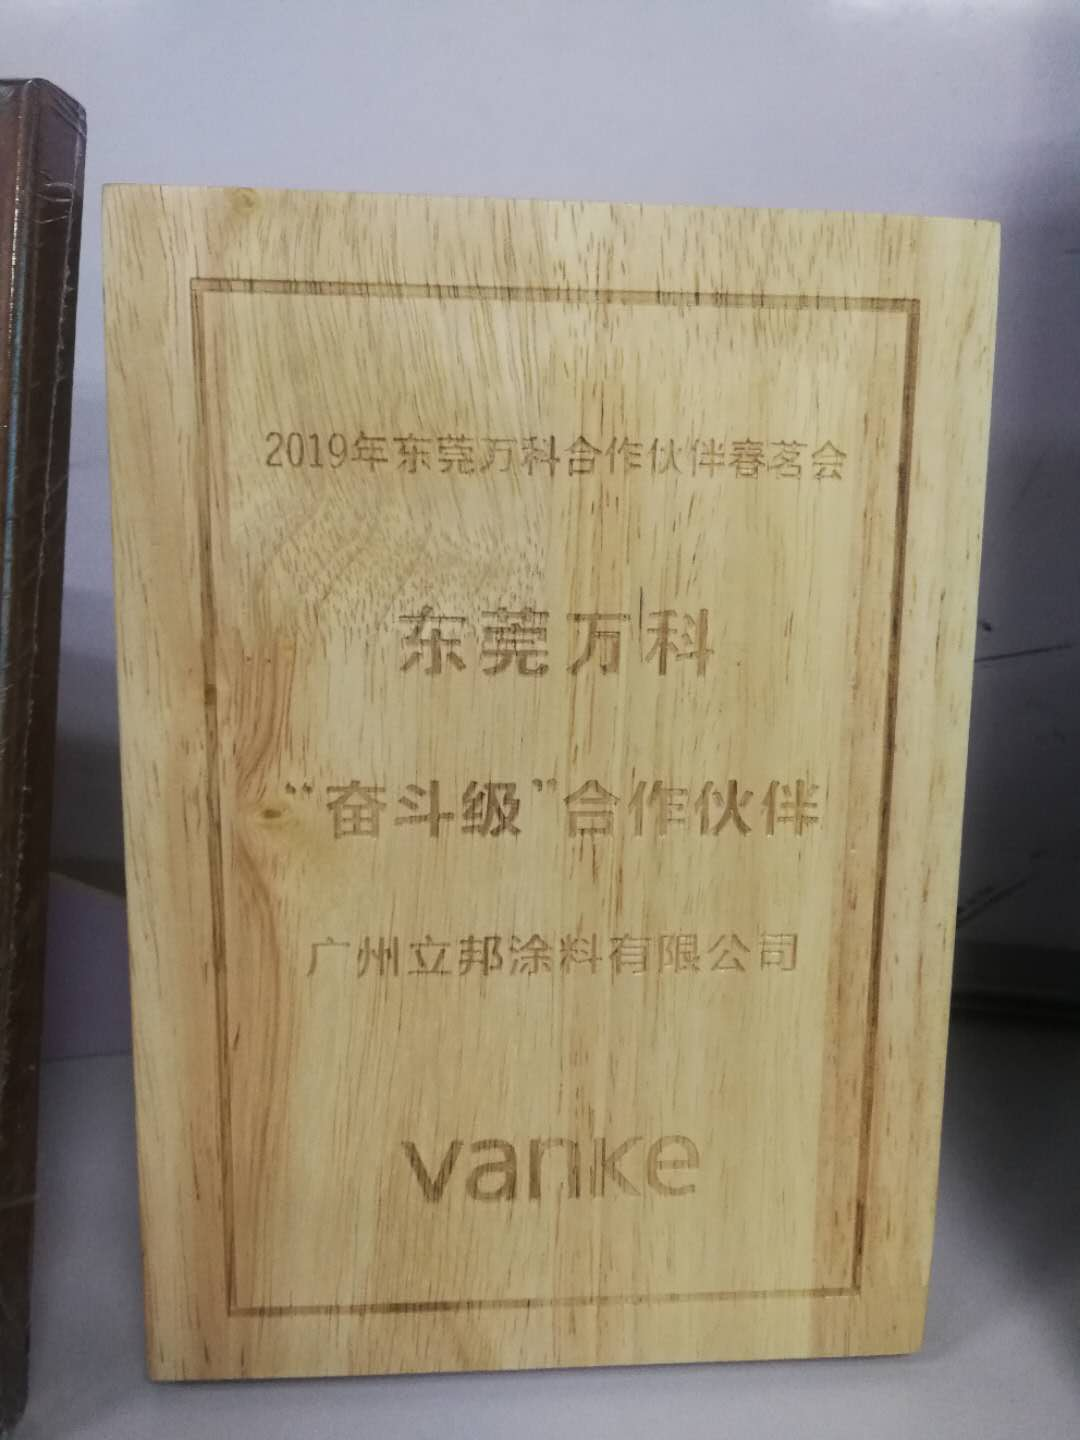 2019年东莞万科合作伙伴春茗会
东莞万科
“奋斗级”合作伙伴
广州立邦涂料有限公司
vanke